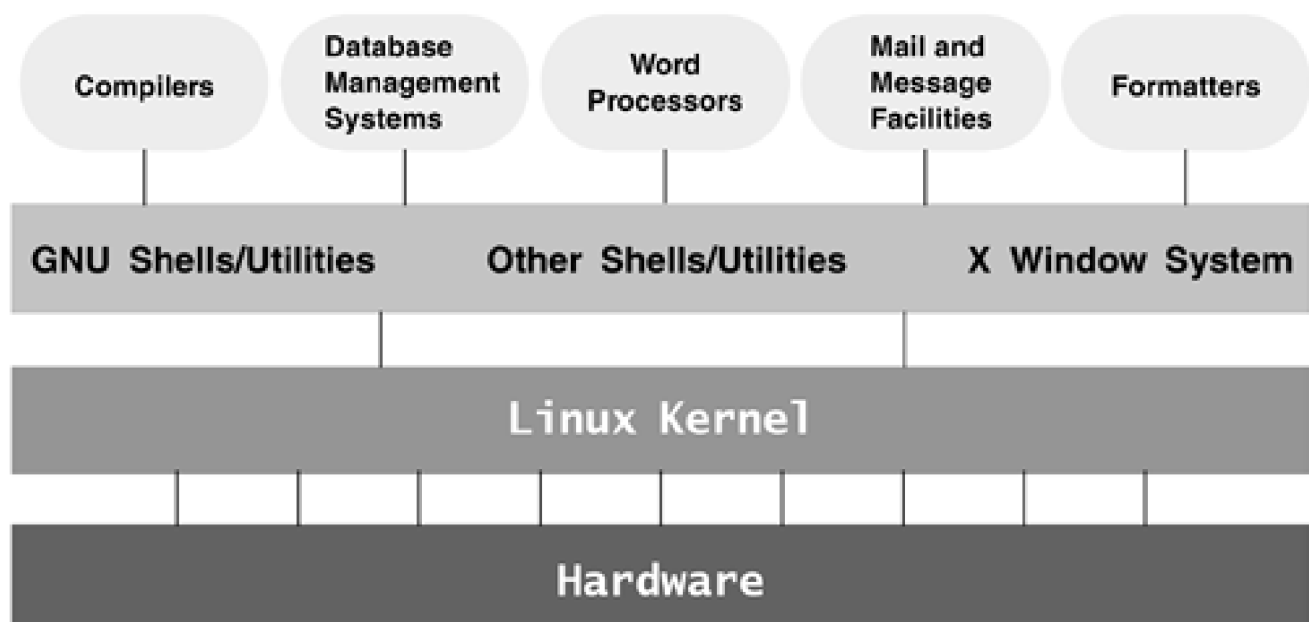 Compilers
Database
Management
Systems
Word
Processors
Mail and
Message
Facilities
Formatters
GNU Shells/Utilities
Other Shells/Utilities
X Window System
Linux Kernel
Hardware